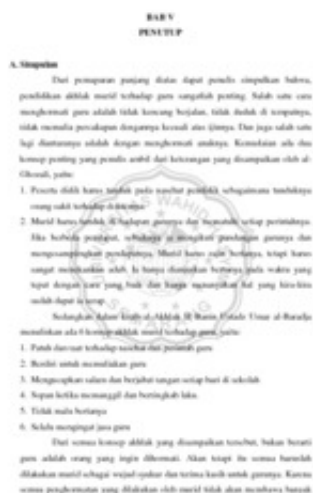 BAB V
PENUTUP
A. Simpulan
Dari pemaparan panjang diatas dapat penulis simpulkan bahwa,
pendidikan akhlak murid terhadap guru sangatlah penting. Salah satu cara
menghormati guru adalah tidak kencang berjalan, tidak duduk di tempatnya,
tidak memulai percakapan dengannya kecuali atas ijinnya. Dan juga salah satu
lagi diantaranya adalah dengan menghormati anaknya. Kemudian ada dua
konsep penting yang penulis ambil dari keterangan yang disampaikan oleh al-
Ghozali, yaitu:
1. Peserta didik harus tunduk pada nasehat pendidik sebagaimana tunduknya
orang sakit terhadap dokternya.
2. Murid harus tunduk di hadapan gurunya dan mematuhi setiap perintahnya.
Jika berbeda pendapat, sebaiknya ia mengikuti pandangan gurunya dan
mengesampingkan pendapatnya. Murid harus rajin bertanya, tetapi harus
sangat menekankan adab. Ia hanya dianjurkan bertanya pada waktu yang
tepat dengan cara yang baik dan hanya menanyakan hal yang kira-kira
sudah dapat ia serap.
Sedangkan dalam kitab al-Akhlak lil Banin Ustadz Umar al-Baradja
menuliskan ada 6 konsep akhlak murid terhadap guru, yaitu:
1. Patuh dan taat terhadap nasehat dan perintah guru
2. Berdiri untuk memuliakan guru
3. Mengucapkan salam dan berjabat tangan setiap hari di sekolah
4. Sopan ketika memanggil dan bertingkah laku.
5. Tidak malu bertanya
6. Selalu mengingat jasa guru
Dari semua konsep akhlak yang disampaikan tersebut, bukan berarti
guru adalah orang yang ingin dihormati. Akan tetapi itu semua haruslah
dilakukan murid sebagai wujud syukur dan terima kasih untuk gurunya. Karena
semua penghormatan yang dilakukan oleh murid tidak akan membawa banyak
WAHID
SEMARANG